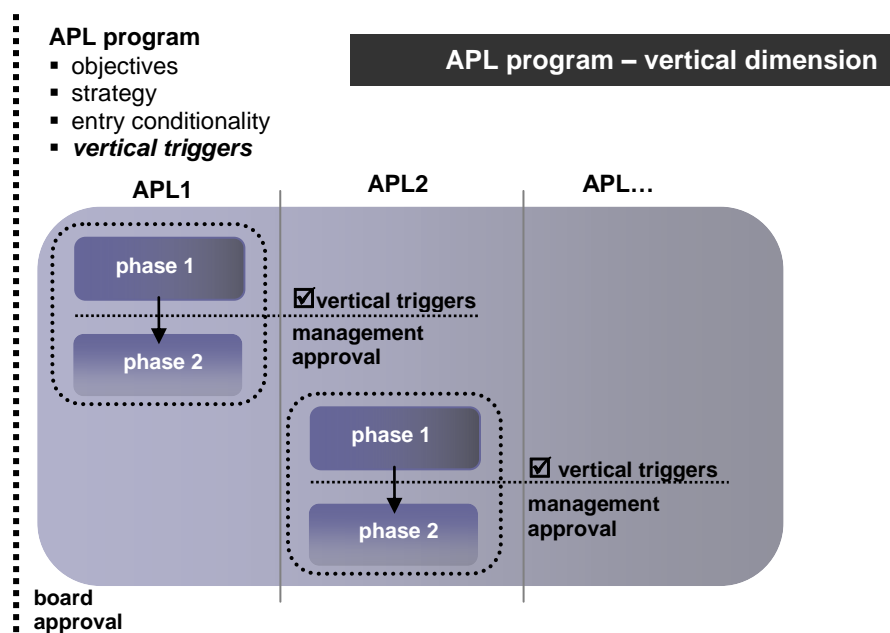 APL program
▪ objectives
▪ strategy
▪ entry conditionality
▪ vertical triggers
APL program – vertical dimension
APL1
APL2
APL…
phase 1
☑vertical triggers
management
approval
phase 2
phase 1
☑ vertical triggers
management
approval
phase 2
board
approval